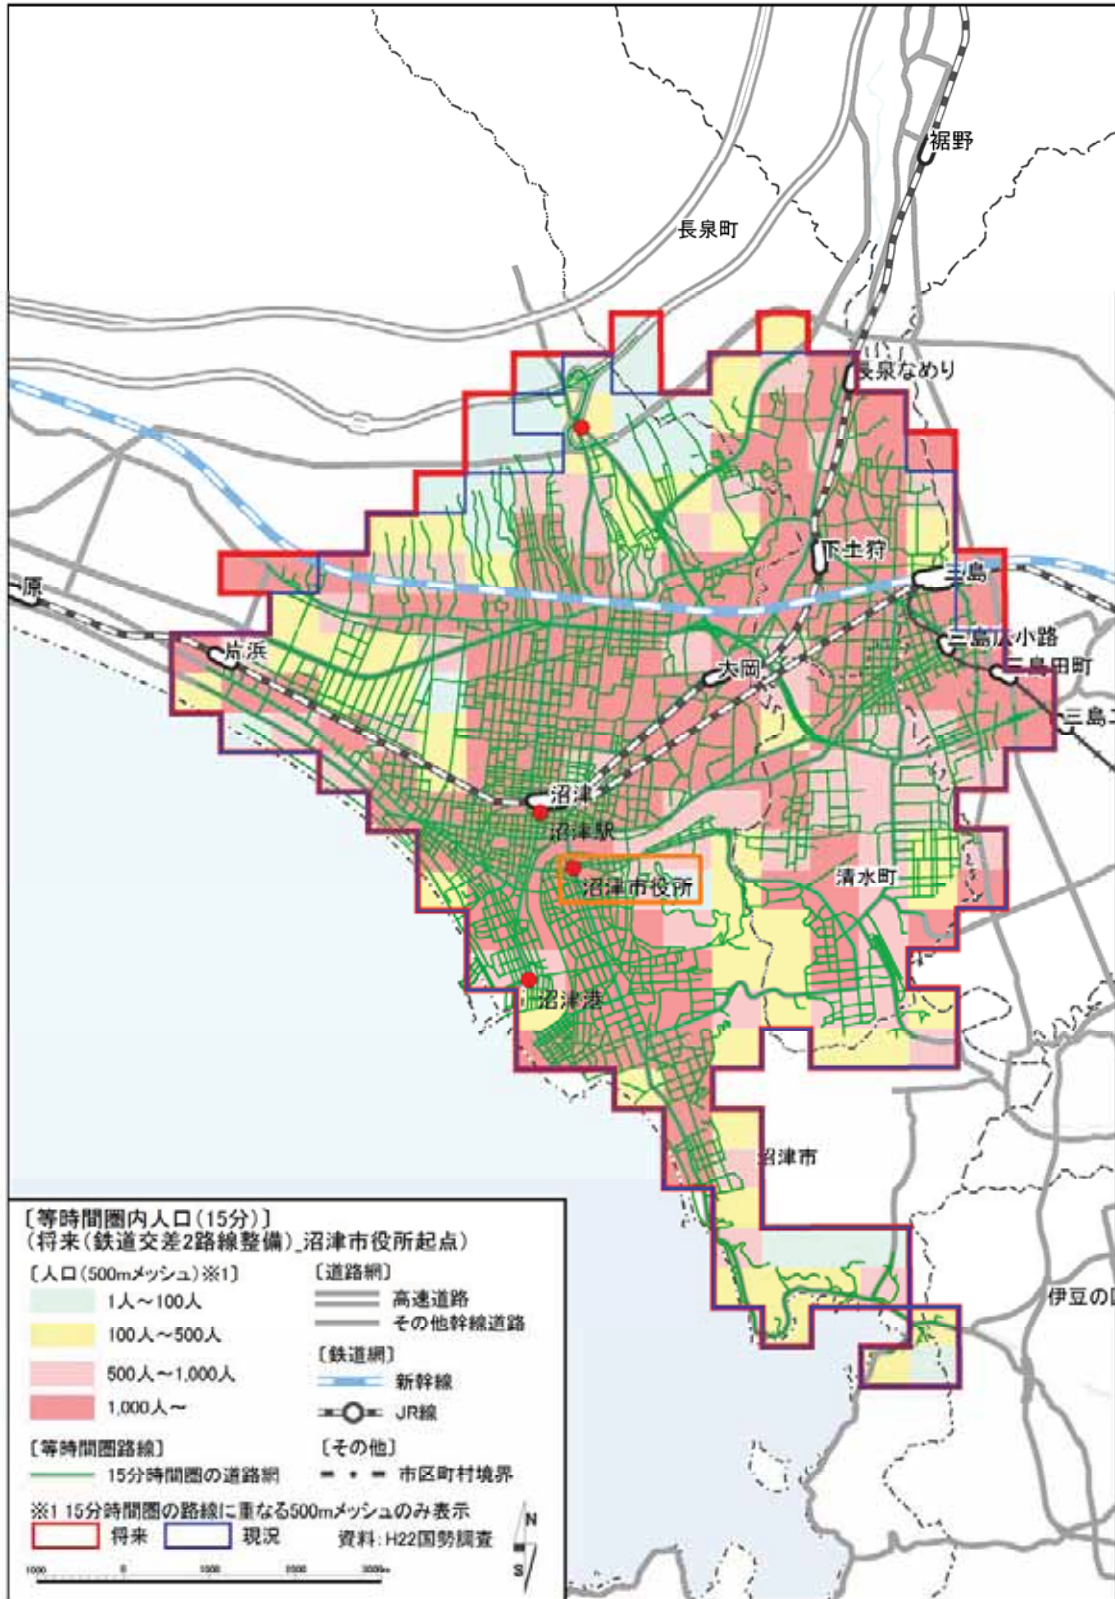 裾野
長泉町
長泉なめり
下土狩
三島
原
三島広小路
片浜
大岡
三島田町
三島二
沼津
沼津駅
清水町
沼津市役所
沼津港
沼津市
伊豆の国
［等時間圏内人口（15分）］
（将来（鉄道交差2路線整備）_沼津市役所起点）
［人口（500mメッシュ）※1］
1人～100人
100人～500人
500人～1,000人
1,000人～
［道路網］
高速道路
その他幹線道路
［鉄道網］
新幹線
JR線
［等時間圏路線］
15分時間圏の道路網
［その他］
市区町村境界
※1 15分時間圏の路線に重なる500mメッシュのみ表示
将来 現況 資料：H22国勢調査
1000 0 1000 2000 3000m
N
S